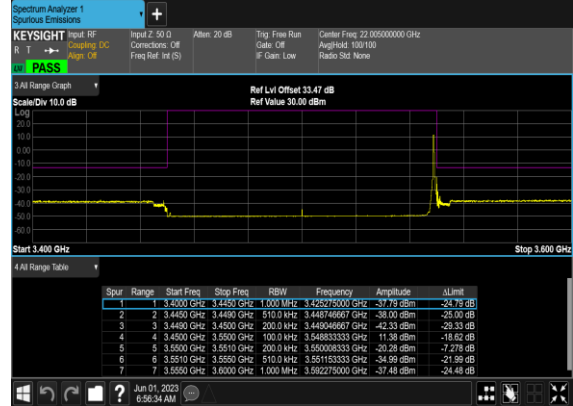 Spectrum Analyzer 1
Spurious Emissions
+
KEYSIGHT Input: RF Input Z: 50 Ω Atten: 20 dB Trig: Free Run Center Freq: 22.005000000 GHz
R T Coupling: DC Corrections: Off Gate: Off Avg|Hold: 100/100
Align: Off Freq Ref: Int (S) IF Gain: Low Radio Std: None
PASS
3 All Range Graph
Ref Lvl Offset 33.47 dB
Scale/Div 10.0 dB Ref Value 30.00 dBm
Log
20.0
10.0
0.00
-10.0
-20.0
-30.0
-40.0
-50.0
-60.0
Start 3.400 GHz Stop 3.600 GHz
4 All Range Table
Spur Range Start Freq Stop Freq RBW Frequency Amplitude ΔLimit
1 1 3.4000 GHz 3.4450 GHz 1.000 MHz 3.425275000 GHz -37.79 dBm -24.79 dB
2 2 3.4450 GHz 3.4490 GHz 510.0 kHz 3.448746667 GHz -38.00 dBm -25.00 dB
3 3 3.4490 GHz 3.4500 GHz 200.0 kHz 3.449046667 GHz -42.33 dBm -29.33 dB
4 4 3.4500 GHz 3.5500 GHz 100.0 kHz 3.548833333 GHz 11.38 dBm -18.62 dB
5 5 3.5500 GHz 3.5510 GHz 200.0 kHz 3.550008333 GHz -20.28 dBm -7.278 dB
6 6 3.5510 GHz 3.5550 GHz 510.0 kHz 3.551153333 GHz -34.99 dBm -21.99 dB
7 7 3.5550 GHz 3.6000 GHz 1.000 MHz 3.592275000 GHz -37.48 dBm -24.48 dB
? Jun 01, 2023
6:56:34 AM